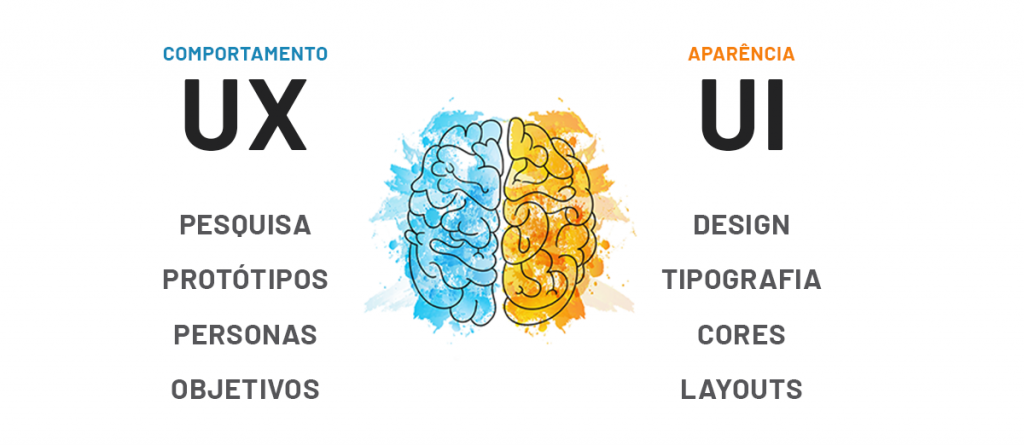 COMPORTAMENTO
UX
PESQUISA
PROTÓTIPOS
PERSONAS
OBJETIVOS
APARÊNCIA
UI
DESIGN
TIPOGRAFIA
CORES
LAYOUTS